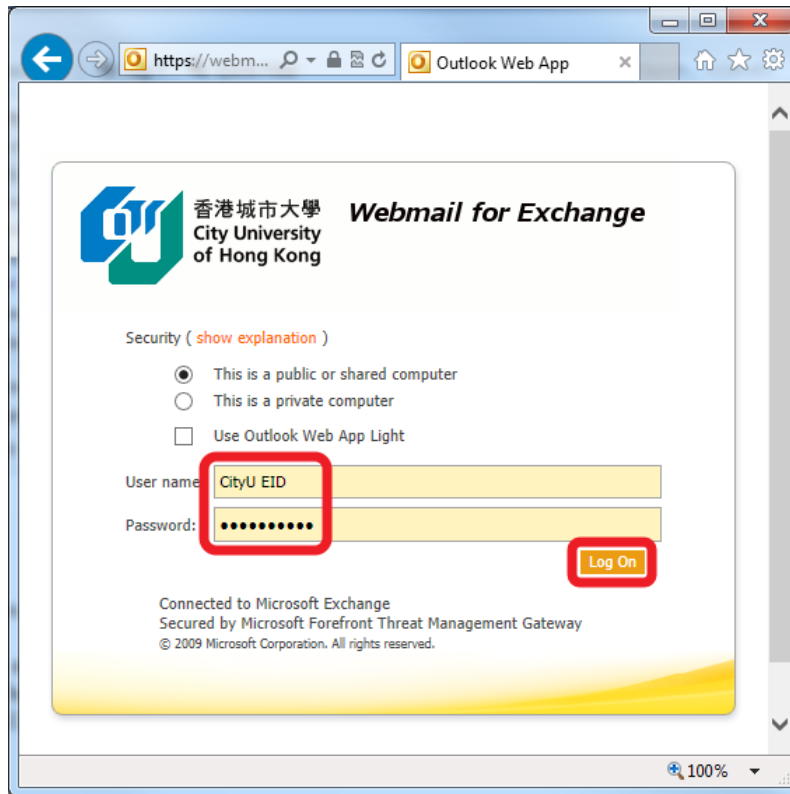 https://webm...
Outlook Web App
香港城市大學
City University
of Hong Kong
Webmail for Exchange
Security ( show explanation )
This is a public or shared computer
This is a private computer
Use Outlook Web App Light
User name
CityU EID
Password:
••••••••••
Log On
Connected to Microsoft Exchange
Secured by Microsoft Forefront Threat Management Gateway
© 2009 Microsoft Corporation. All rights reserved.
100%